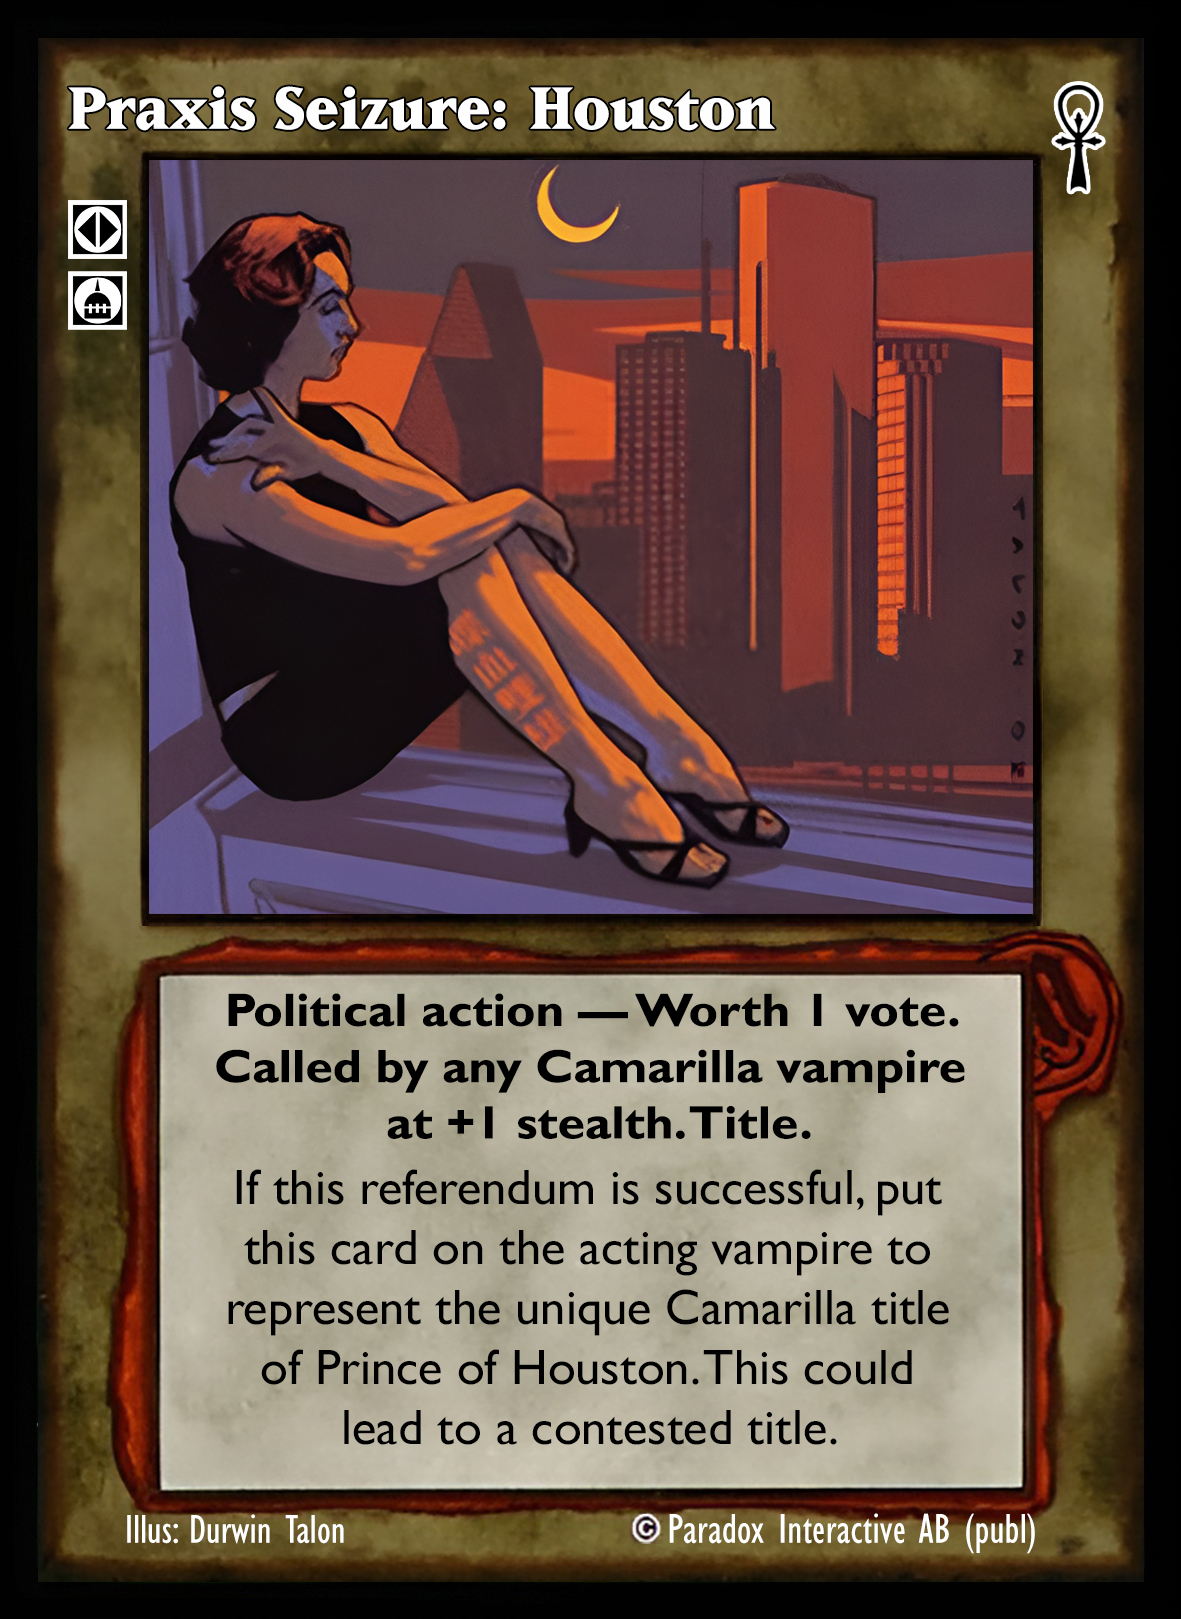 Praxis Seizure: Houston
Political action — Worth 1 vote.
Called by any Camarilla vampire
at +1 stealth. Title.
If this referendum is successful, put
this card on the acting vampire to
represent the unique Camarilla title
of Prince of Houston. This could
lead to a contested title.
Illus: Durwin Talon
© Paradox Interactive AB (publ)